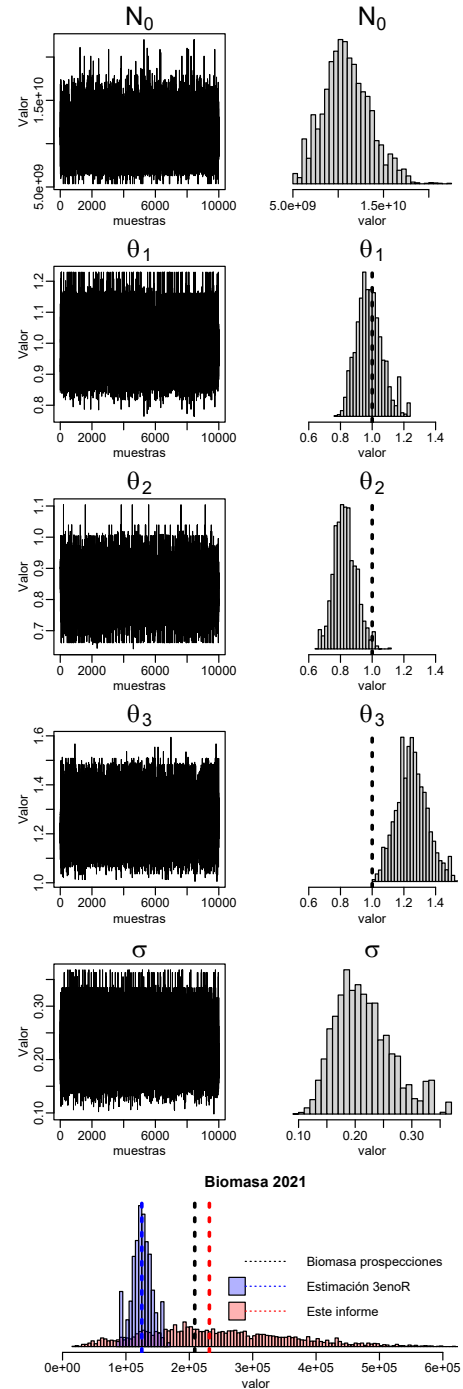 N0 N0
Valor
5.0e+09 1.5e+10
0 2000 6000 10000
muestras
5.0e+09 1.5e+10
valor
θ1 θ1
Valor
0.8 0.9 1.0 1.1 1.2
0 2000 6000 10000
muestras
0.6 0.8 1.0 1.2 1.4
valor
θ2 θ2
Valor
0.7 0.8 0.9 1.0 1.1
0 2000 6000 10000
muestras
0.6 0.8 1.0 1.2 1.4
valor
θ3 θ3
Valor
1.0 1.2 1.4 1.6
0 2000 6000 10000
muestras
0.6 0.8 1.0 1.2 1.4
valor
σ σ
Valor
0.10 0.20 0.30
0 2000 6000 10000
muestras
0.10 0.20 0.30
valor
Biomasa 2021
Biomasa prospecciones
Estimación 3enoR
Este informe
0e+00 1e+05 2e+05 3e+05 4e+05 5e+05 6e+05
valor